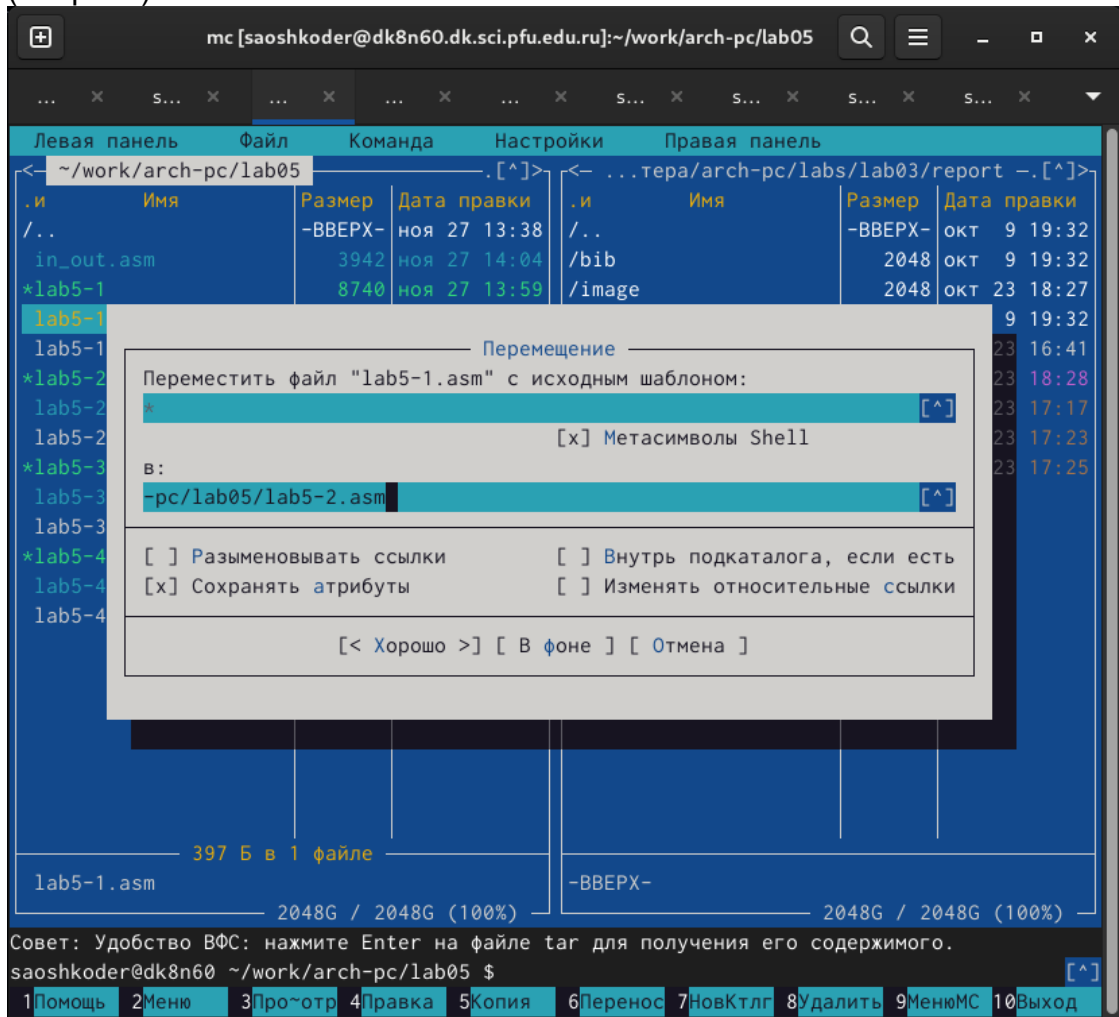 mc [saoshkoder@dk8n60.dk.sci.pfu.edu.ru]:~/work/arch-pc/lab05
... × s... × ... × ... × ... × s... × s... × s... × s... ×
Левая панель Файл Команда Настройки Правая панель
<— ~/work/arch-pc/lab05 .[^]> <— ...тера/arch-pc/labs/lab03/report —.[^]>
.и Имя Размер Дата правки .и Имя Размер Дата правки
/.. -ВВЕРХ- ноя 27 13:38 /.. -ВВЕРХ- окт 9 19:32
in_out.asm 3942 ноя 27 14:04 /bib 2048 окт 9 19:32
*lab5-1 8740 ноя 27 13:59 /image 2048 окт 23 18:27
lab5-1 9 19:32
lab5-1 Перемещение 23 16:41
*lab5-2 Переместить файл "lab5-1.asm" с исходным шаблоном: 23 18:28
lab5-2 * [^] 23 17:17
lab5-2 [x] Метасимволы Shell 23 17:23
*lab5-3 в: 23 17:25
lab5-3 -pc/lab05/lab5-2.asm [^]
lab5-3
*lab5-4 [ ] Разыменовывать ссылки [ ] Внутрь подкаталога, если есть
lab5-4 [x] Сохранять атрибуты [ ] Изменять относительные ссылки
lab5-4
[< Хорошо >] [ В фоне ] [ Отмена ]
397 Б в 1 файле
lab5-1.asm -ВВЕРХ-
2048G / 2048G (100%) 2048G / 2048G (100%)
Совет: Удобство ВФС: нажмите Enter на файле tar для получения его содержимого.
saoshkoder@dk8n60 ~/work/arch-pc/lab05 $ [^]
1Помощь 2Меню 3Про~отр 4Правка 5Копия 6Перенос 7НовКтлг 8Удалить 9МенюМС 10Выход